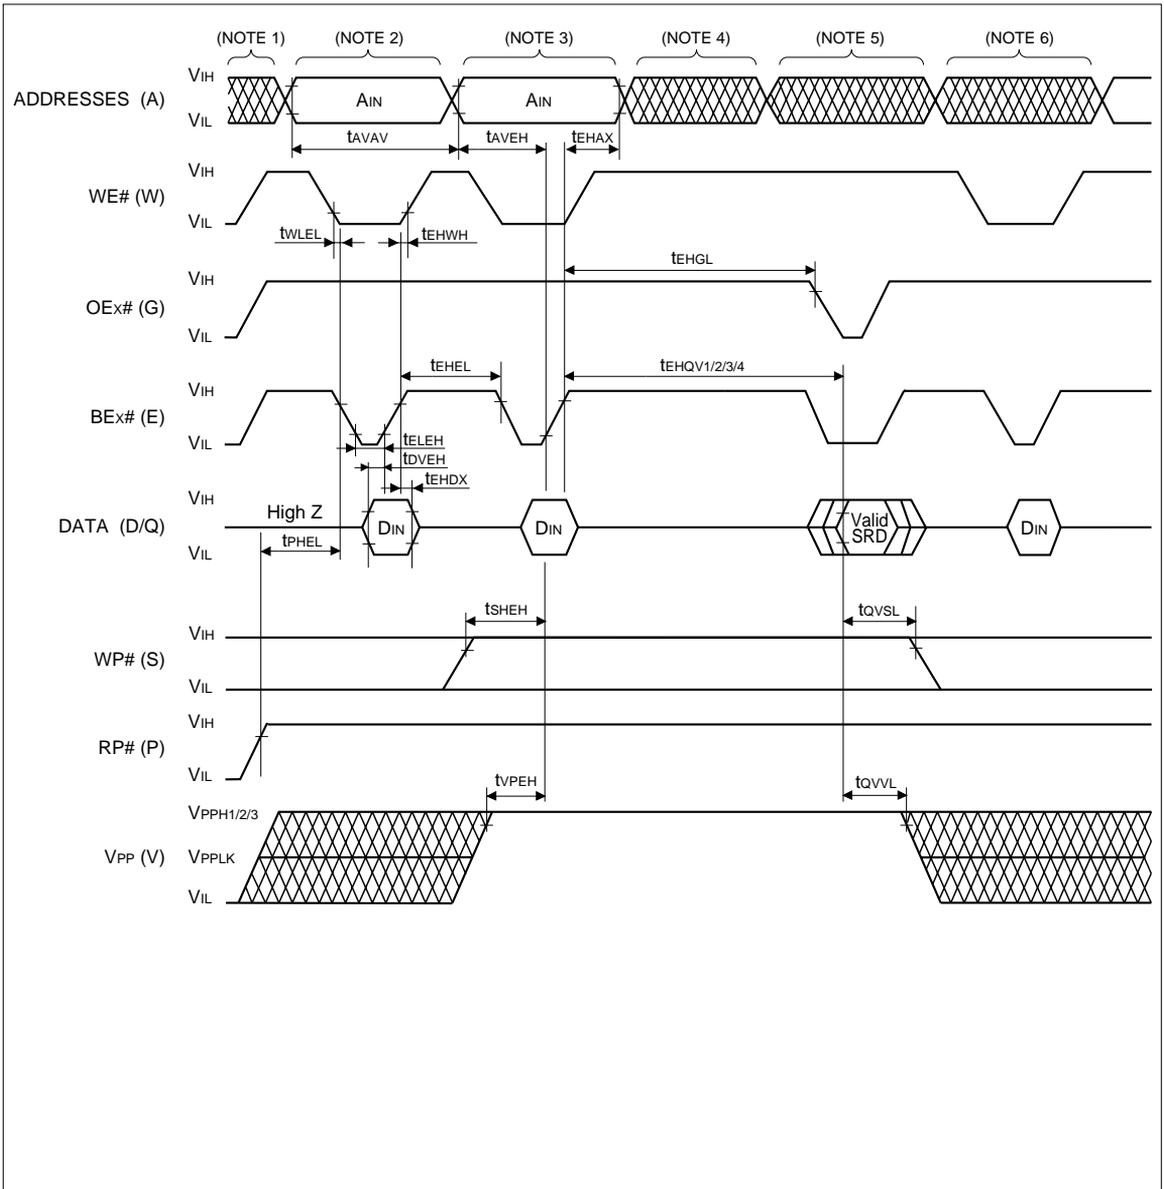 (NOTE 1) (NOTE 2) (NOTE 3) (NOTE 4) (NOTE 5) (NOTE 6)
VIH
ADDRESSES (A) AIN AIN
VIL
tAVAV tAVEH tEHAX
VIH
WE# (W)
VIL
tWLEL tEHWH
tEHGL
VIH
OEX# (G)
VIL
tEHEL tEHQV1/2/3/4
VIH
BEX# (E)
VIL
tELEH
tDVEH
tEHDX
VIH
High Z
DATA (D/Q) DIN DIN Valid SRD DIN
VIL
tPHEL
tSHEH tQVSL
VIH
WP# (S)
VIL
VIH
RP# (P)
VIL
tVPEH tQVVL
VPPH1/2/3
VPP (V) VPPLK
VIL